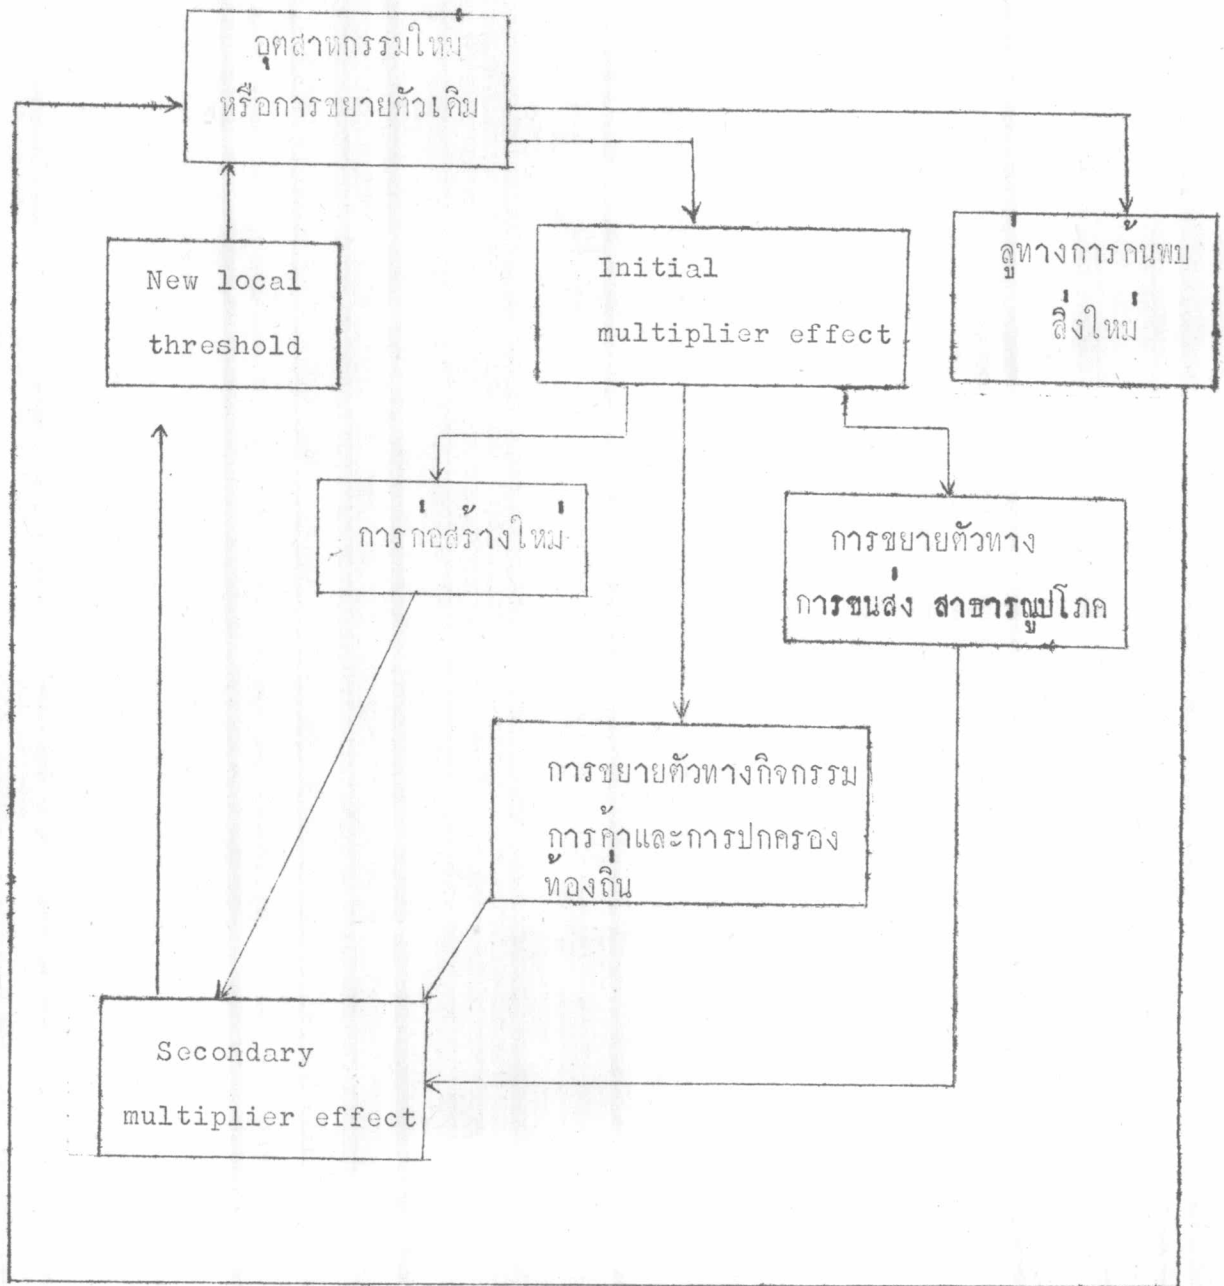 อุตสาหกรรมใหม่
หรือการขยายตัวเดิม
New local
threshold
Initial
multiplier effect
ลู่ทางการค้นพบ
สิ่งใหม่
การก่อสร้างใหม่
การขยายตัวทาง
การขนส่ง สาธารณูปโภค
การขยายตัวทางกิจกรรม
การค้าและการปกครอง
ท้องถิ่น
Secondary
multiplier effect